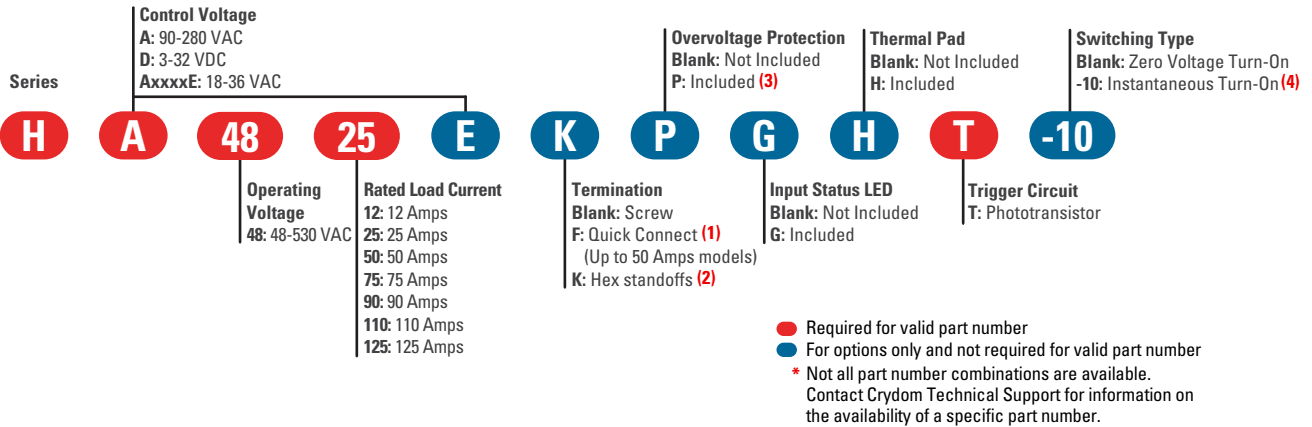 Control Voltage
A: 90-280 VAC
D: 3-32 VDC
AxxxxE: 18-36 VAC
Overvoltage Protection
Blank: Not Included
P: Included (3)
Thermal Pad
Blank: Not Included
H: Included
Switching Type
Blank: Zero Voltage Turn-On
-10: Instantaneous Turn-On (4)
Series
H A 48 25 E K P G H T -10
Operating
Voltage
48: 48-530 VAC
Rated Load Current
12: 12 Amps
25: 25 Amps
50: 50 Amps
75: 75 Amps
90: 90 Amps
110: 110 Amps
125: 125 Amps
Termination
Blank: Screw
F: Quick Connect (1)
(Up to 50 Amps models)
K: Hex standoffs (2)
Input Status LED
Blank: Not Included
G: Included
Trigger Circuit
T: Phototransistor
Required for valid part number
For options only and not required for valid part number
* Not all part number combinations are available.
Contact Crydom Technical Support for information on
the availability of a specific part number.